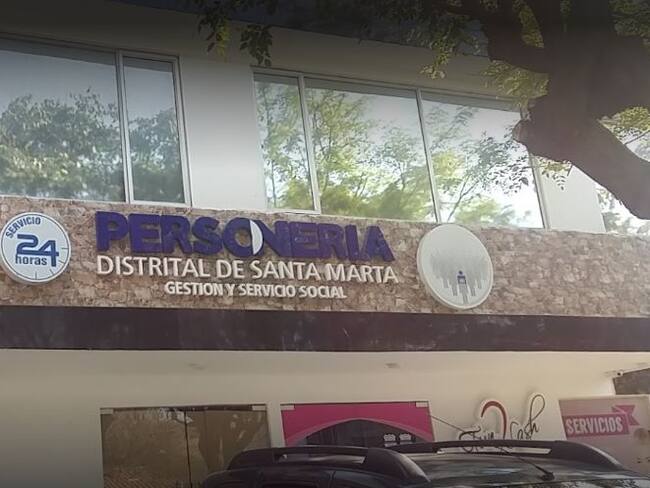 SERVICIO
24
horas
PERSONERIA
DISTRITAL DE SANTA MARTA
GESTION Y SERVICIO SOCIAL
SERVICIOS